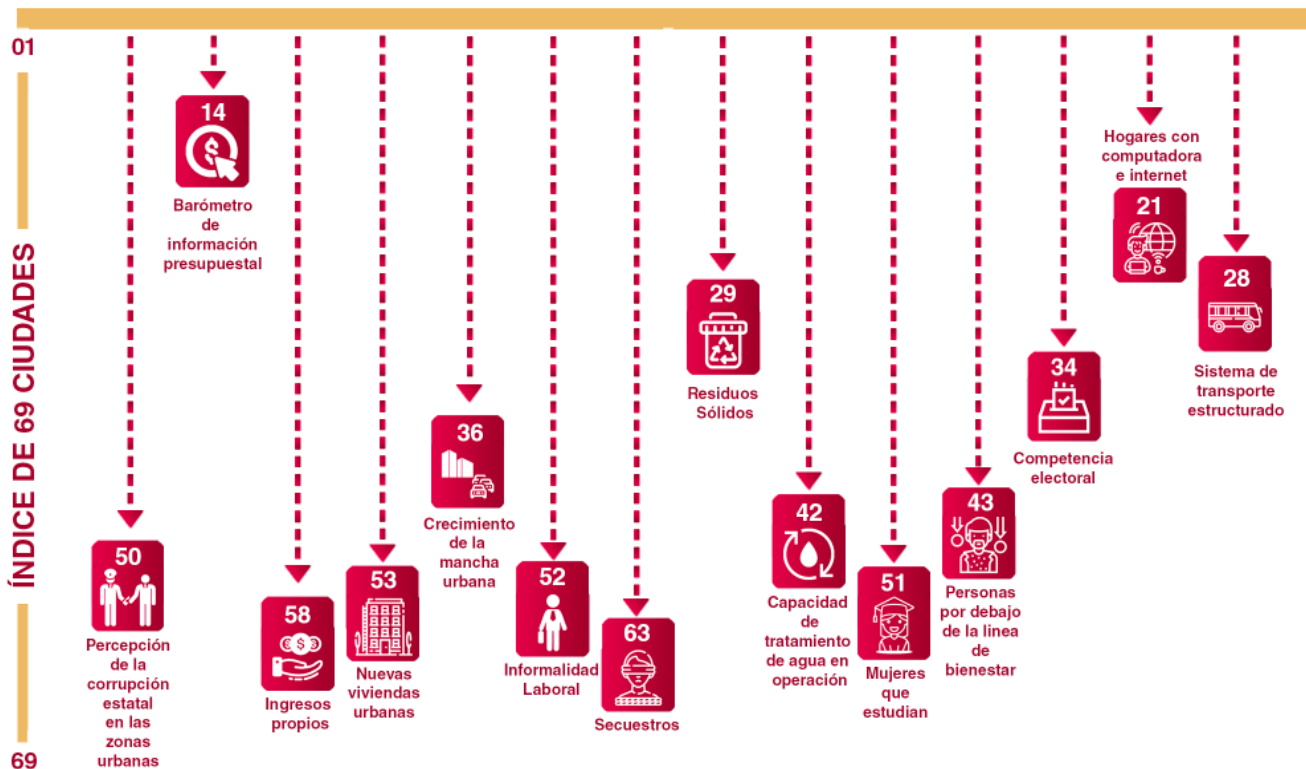 01
ÍNDICE DE 69 CIUDADES
69
50
Percepción
de la
corrupción
estatal
en las
zonas
urbanas
14
Barómetro
de
información
presupuestal
58
Ingresos
propios
53
Nuevas
viviendas
urbanas
36
Crecimiento
de la
mancha
urbana
52
Informalidad
Laboral
63
Secuestros
29
Residuos
Sólidos
42
Capacidad
de
tratamiento
de agua en
operación
51
Mujeres
que
estudian
43
Personas
por debajo
de la linea
de
bienestar
34
Competencia
electoral
Hogares con
computadora
e internet
21
28
Sistema de
transporte
estructurado